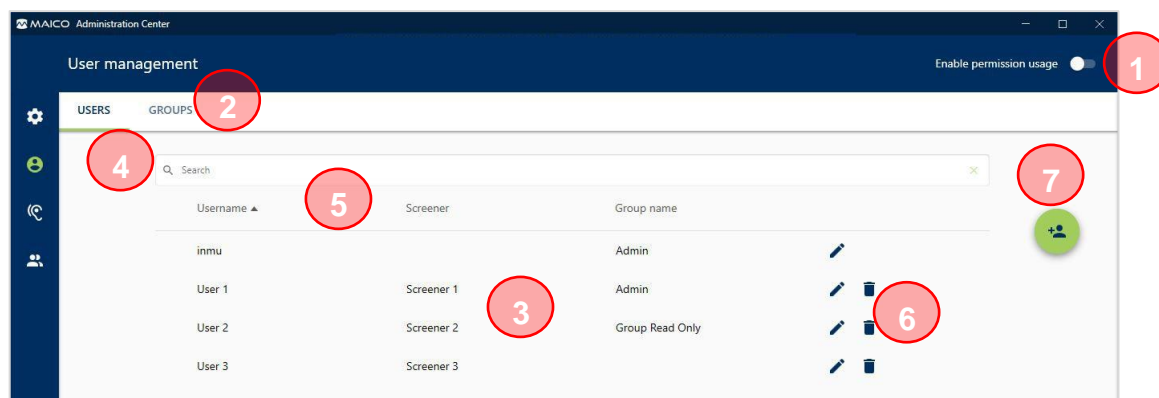 MAICO Administration Center
User management
Enable permission usage
1
USERS GROUPS
2
4
Search
7
Username Screener Group name
5
inmu Admin
User 1 Screener 1 Admin
3
6
User 2 Screener 2 Group Read Only
User 3 Screener 3